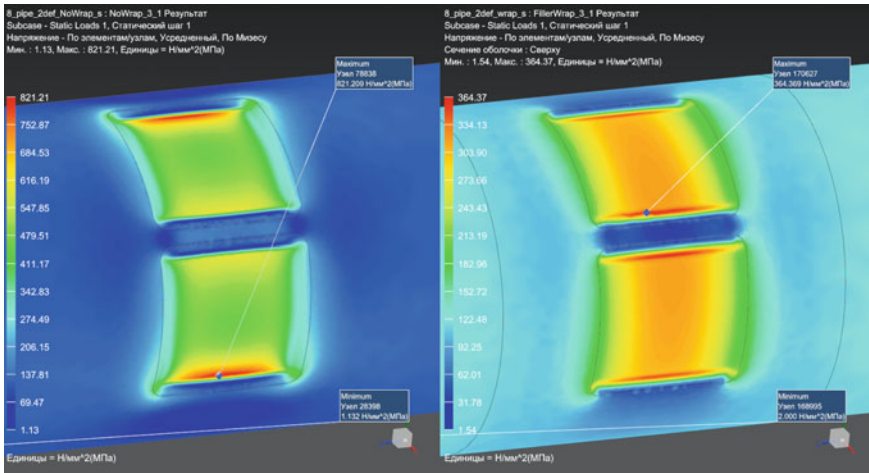 8_pipe_2def_NoWrap_s : NoWrap_3_1 Результат
Subcase - Static Loads 1, Статический шаг 1
Напряжение - По элементам/узлам, Усредненный, По Мизесу
Мин. : 1.13, Макс. : 821.21, Единицы = Н/мм^2(МПа)
Maximum
Узел 78838
821.209 Н/мм^2(МПа)
821.21
752.87
684.53
616.19
547.85
479.51
411.17
342.83
274.49
206.15
137.81
69.47
1.13
Minimum
Узел 28398
1.132 Н/мм^2(МПа)
Единицы = Н/мм^2(МПа)
8_pipe_2def_wrap_s : FillerWrap_3_1 Результат
Subcase - Static Loads 1, Статический шаг 1
Напряжение - По элементам/узлам, Усредненный, По Мизесу
Сечение оболочки : Сверху
Мин. : 1.54, Макс. : 364.37, Единицы = Н/мм^2(МПа)
Maximum
Узел 170627
364.369 Н/мм^2(МПа)
364.37
334.13
303.90
273.66
243.43
213.19
182.96
152.72
122.48
92.25
62.01
31.78
1.54
Minimum
Узел 168995
2.000 Н/мм^2(МПа)
Единицы = Н/мм^2(МПа)